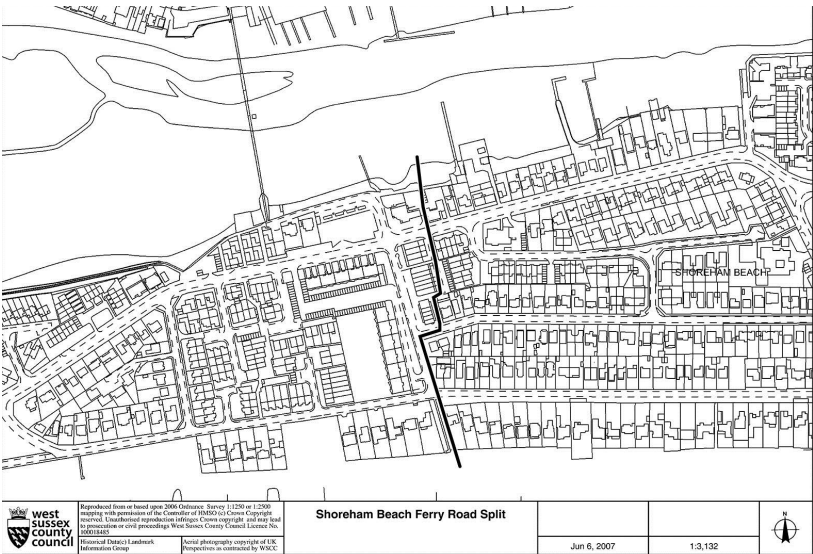 SHOREHAM BEACH
west
sussex
county
council
Reproduced from or based upon 2006 Ordnance Survey 1:1250 or 1:2500
mapping with permission of the Controller of HMSO (c) Crown Copyright
reserved. Unauthorised reproduction infringes Crown copyright and may lead
to prosecution or civil proceedings West Sussex County Council Licence No.
100018485
Historical Data(c) Landmark
Information Group
Aerial photography copyright of UK
Perspectives as contracted by WSCC
Shoreham Beach Ferry Road Split
Jun 6, 2007
1:3,132
N